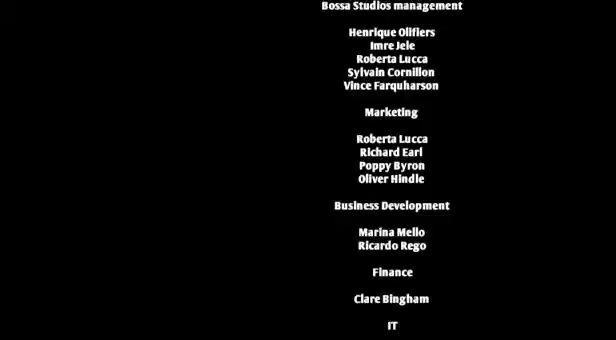 Bossa Studios management
Henrique Olifiers
Imre Jele
Roberta Lucca
Sylvain Cornillon
Vince Farquharson
Marketing
Roberta Lucca
Richard Earl
Poppy Byron
Oliver Hindle
Business Development
Marina Mello
Ricardo Rego
Finance
Clare Bingham
IT